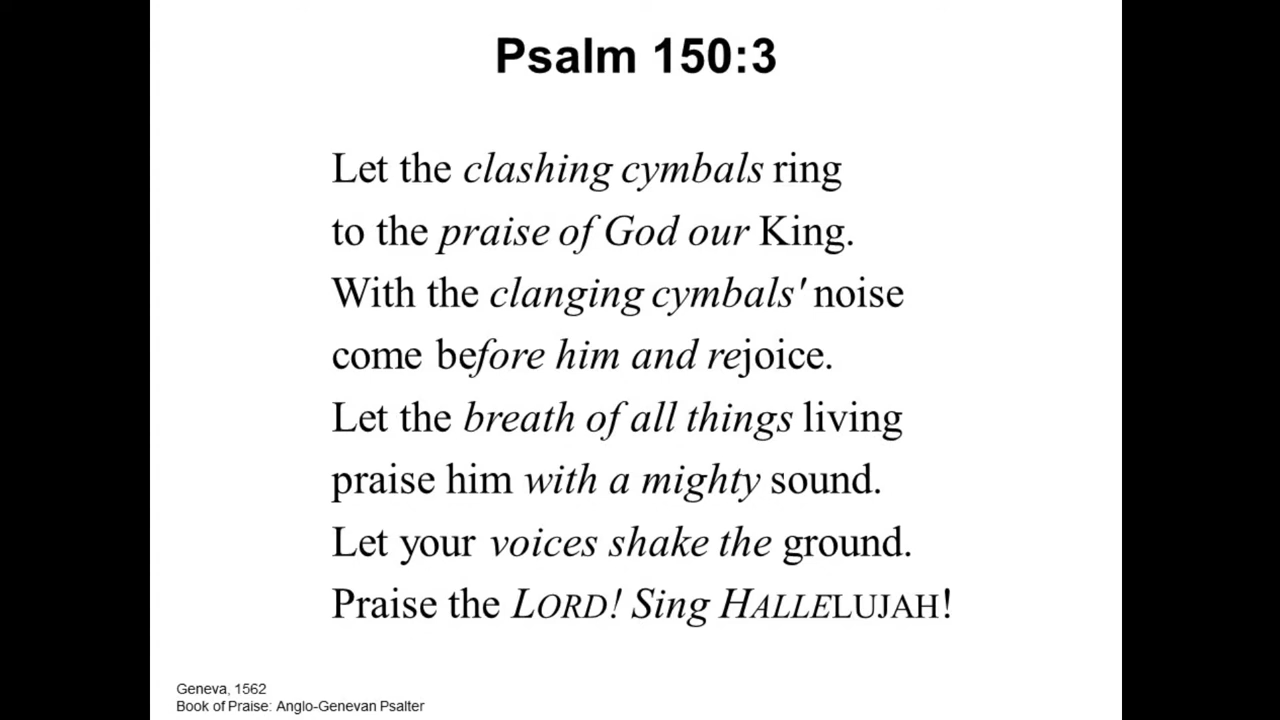 Psalm 150:3
Let the clashing cymbals ring
to the praise of God our King.
With the clanging cymbals' noise
come before him and rejoice.
Let the breath of all things living
praise him with a mighty sound.
Let your voices shake the ground.
Praise the LORD! Sing HALLELUJAH!
Geneva, 1562
Book of Praise: Anglo-Genevan Psalter